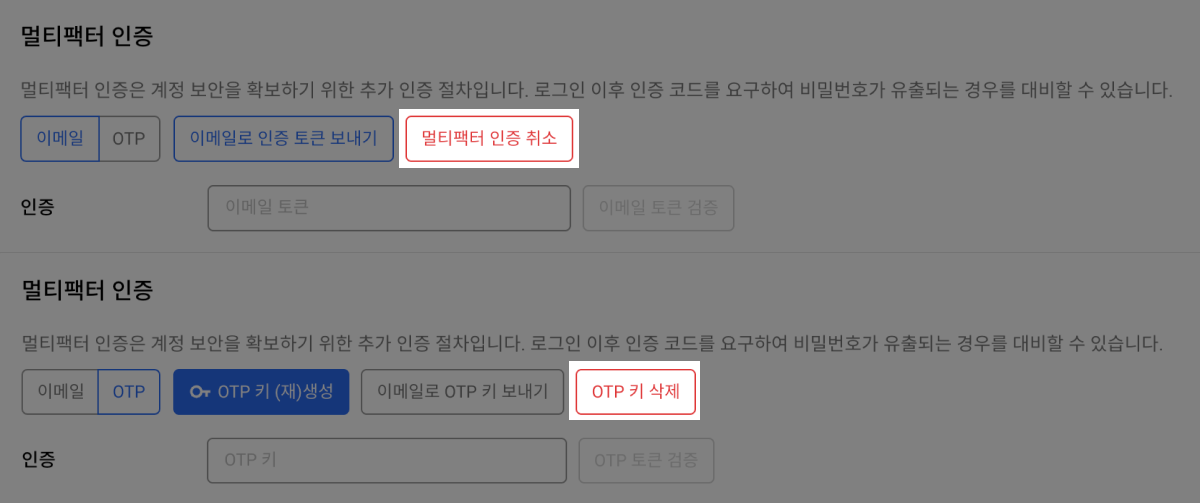 멀티팩터 인증
멀티팩터 인증은 계정 보안을 확보하기 위한 추가 인증 절차입니다. 로그인 이후 인증 코드를 요구하여 비밀번호가 유출되는 경우를 대비할 수 있습니다.
이메일 OTP 이메일로 인증 토큰 보내기 멀티팩터 인증 취소
인증 이메일 토큰 이메일 토큰 검증
멀티팩터 인증
멀티팩터 인증은 계정 보안을 확보하기 위한 추가 인증 절차입니다. 로그인 이후 인증 코드를 요구하여 비밀번호가 유출되는 경우를 대비할 수 있습니다.
이메일 OTP OTP 키 (재)생성 이메일로 OTP 키 보내기 OTP 키 삭제
인증 OTP 키 OTP 토큰 검증